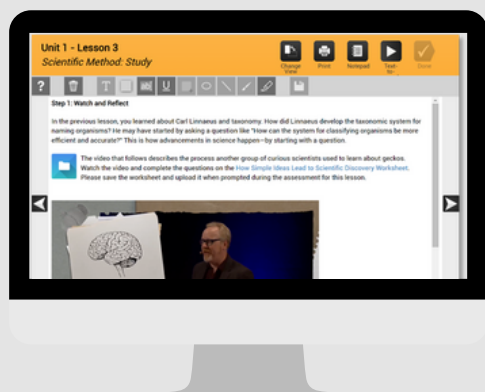 Unit 1 - Lesson 3
Scientific Method: Study
Change View
Print
Notepad
Text-to-
Done
? T abl U
Step 1: Watch and Reflect
In the previous lesson, you learned about Carl Linnaeus and taxonomy. How did Linnaeus develop the taxonomic system for
naming organisms? He may have started by asking a question like "How can the system for classifying organisms be more
efficient and accurate?" This is how advancements in science happen—by starting with a question.
The video that follows describes the process another group of curious scientists used to learn about geckos.
Watch the video and complete the questions on the How Simple Ideas Lead to Scientific Discovery Worksheet.
Please save the worksheet and upload it when prompted during the assessment for this lesson.